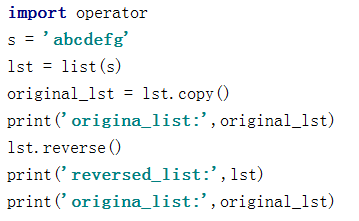 import operator
s = 'abcdefg'
lst = list(s)
original_lst = lst.copy()
print('origina_list:',original_lst)
lst.reverse()
print('reversed_list:',lst)
print('origina_list:',original_lst)